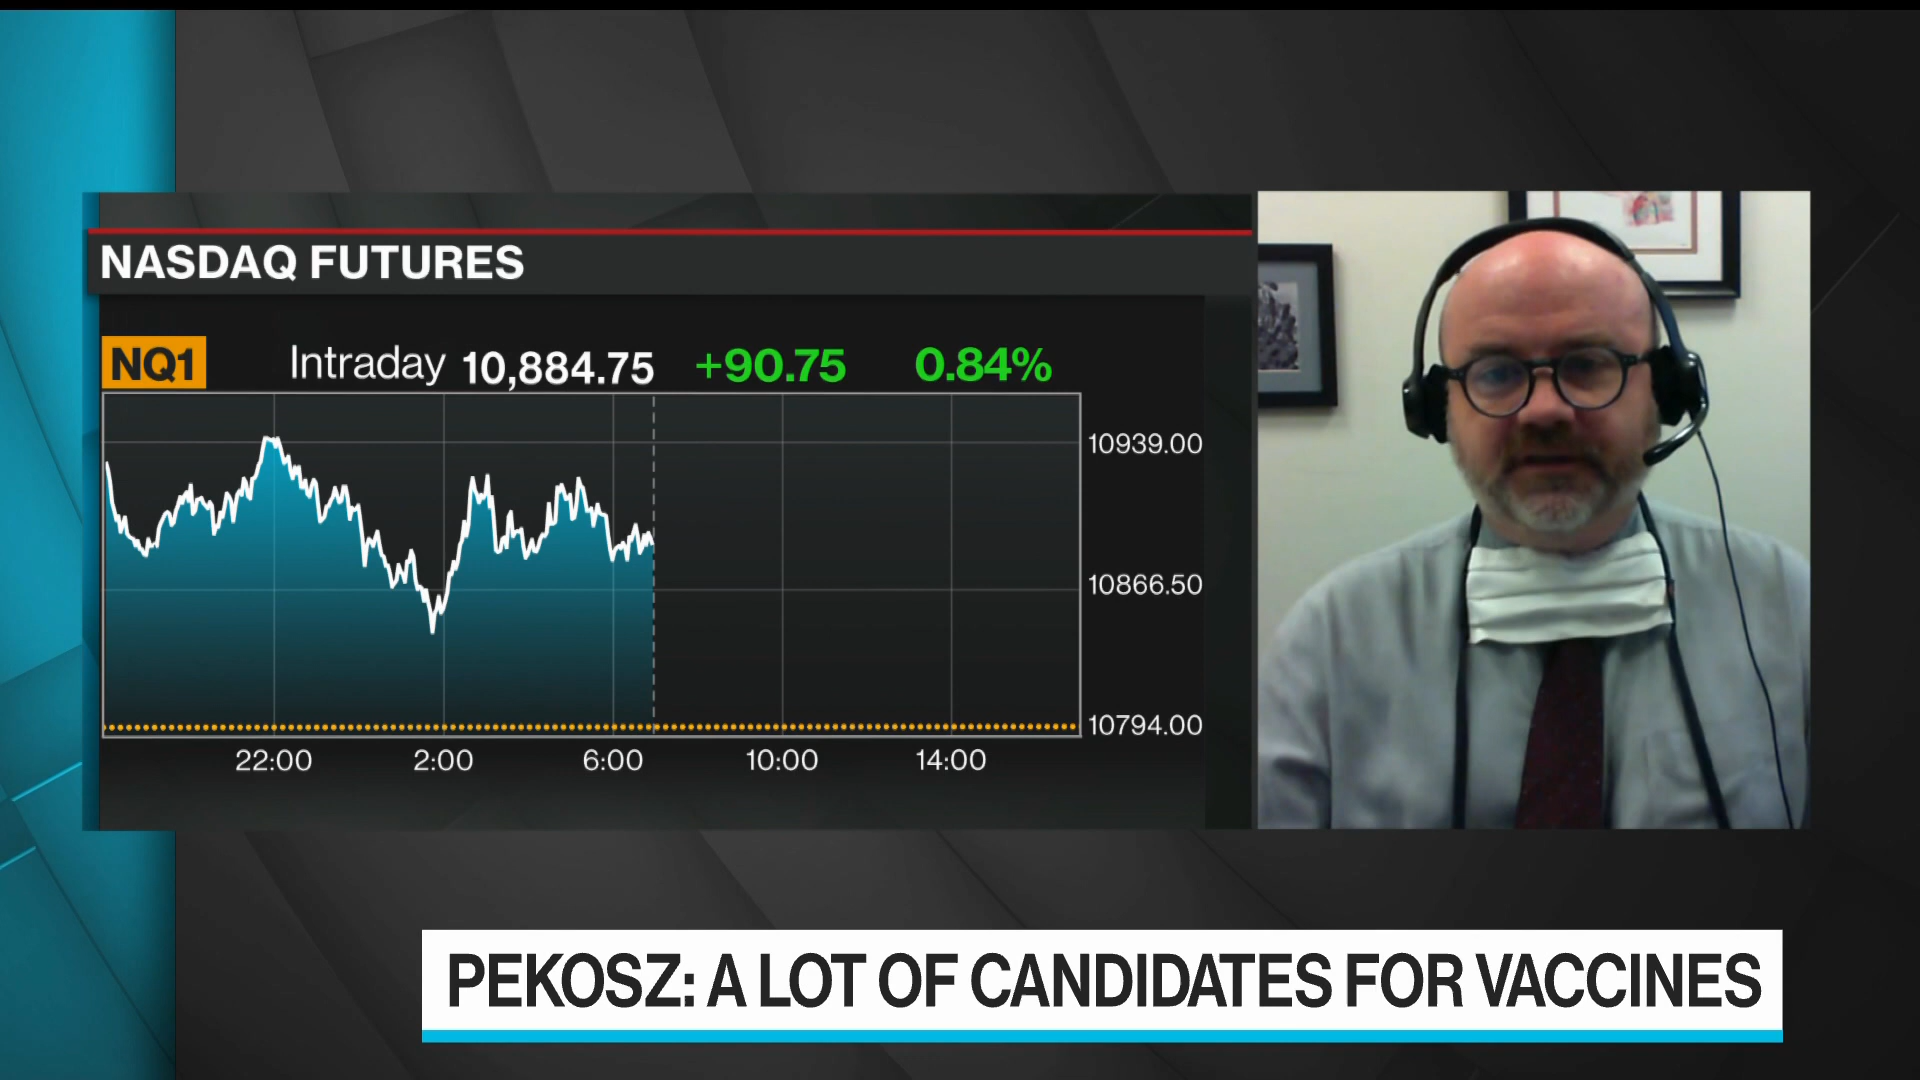 NASDAQ FUTURES
NQ1 Intraday 10,884.75 +90.75 0.84%
10939.00
10866.50
10794.00
22:00 2:00 6:00 10:00 14:00
PEKOSZ: A LOT OF CANDIDATES FOR VACCINES